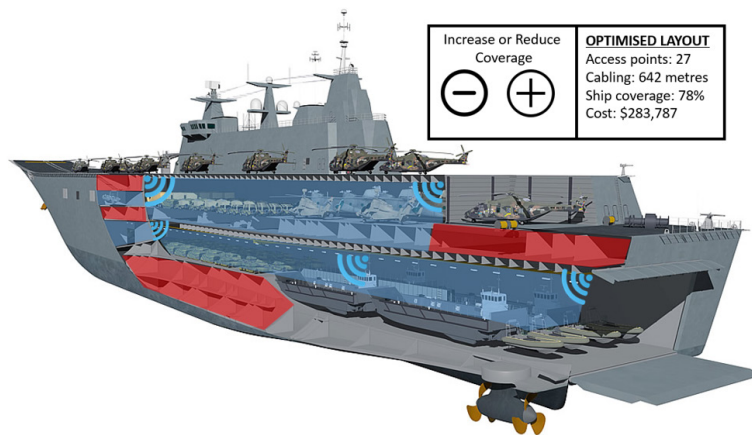 Increase or Reduce
Coverage
OPTIMISED LAYOUT
Access points: 27
Cabling: 642 metres
Ship coverage: 78%
Cost: $283,787